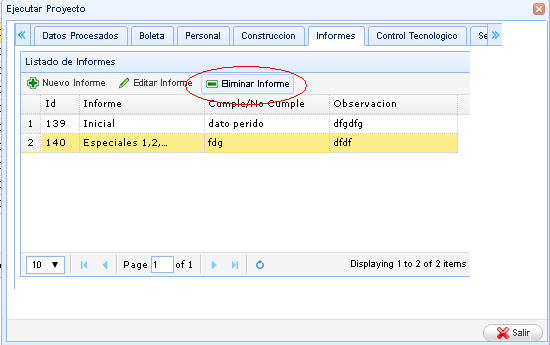 Ejecutar Proyecto
Datos Procesados Boleta Personal Construccion Informes Control Tecnologico Se
Listado de Informes
Nuevo Informe Editar Informe Eliminar Informe
Id Informe Cumple/No Cumple Observacion
1 139 Inicial dato perido dfgdfg
2 140 Especiales 1,2,... fdg dfdf
10 Page 1 of 1 Displaying 1 to 2 of 2 items
Salir